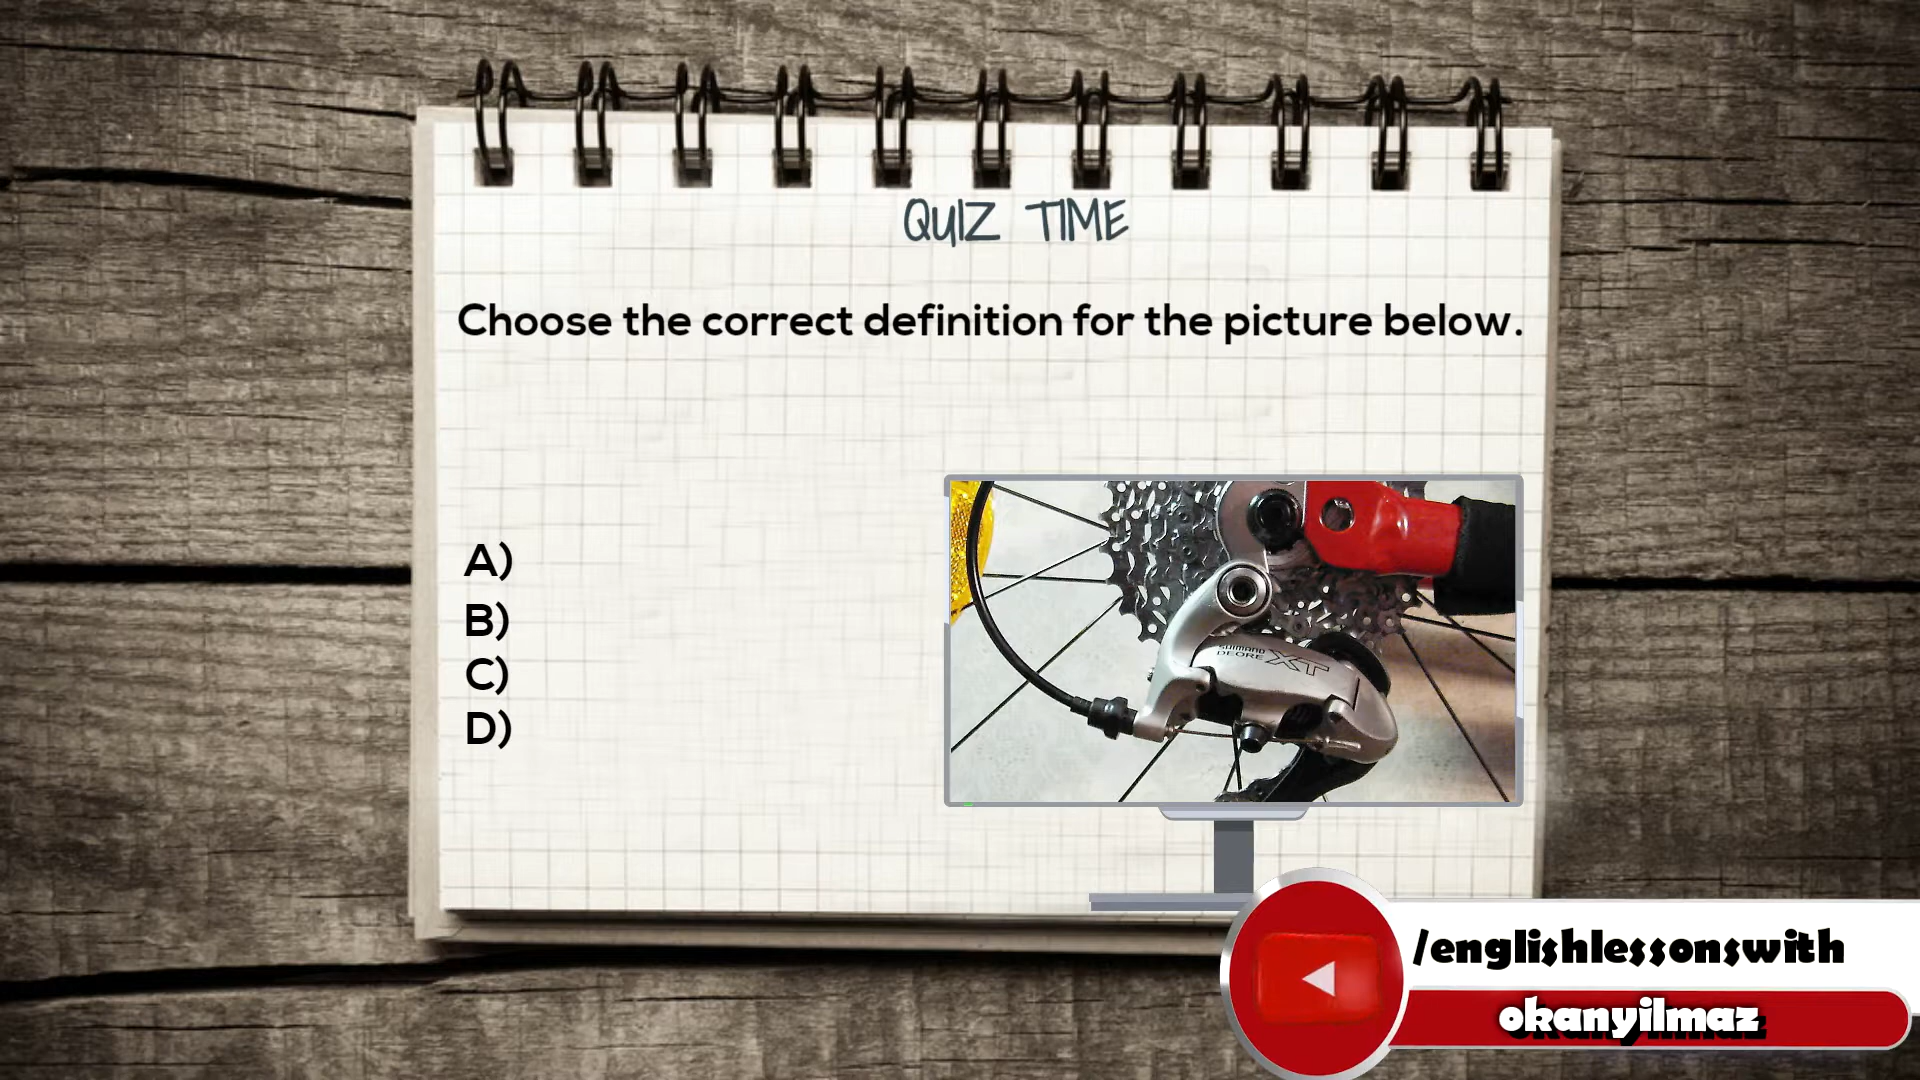 QUIZ TIME
Choose the correct definition for the picture below.
A)
B)
C)
D)
SHIMANO
DEORE XT
/englishlessonswith
okanyilmaz